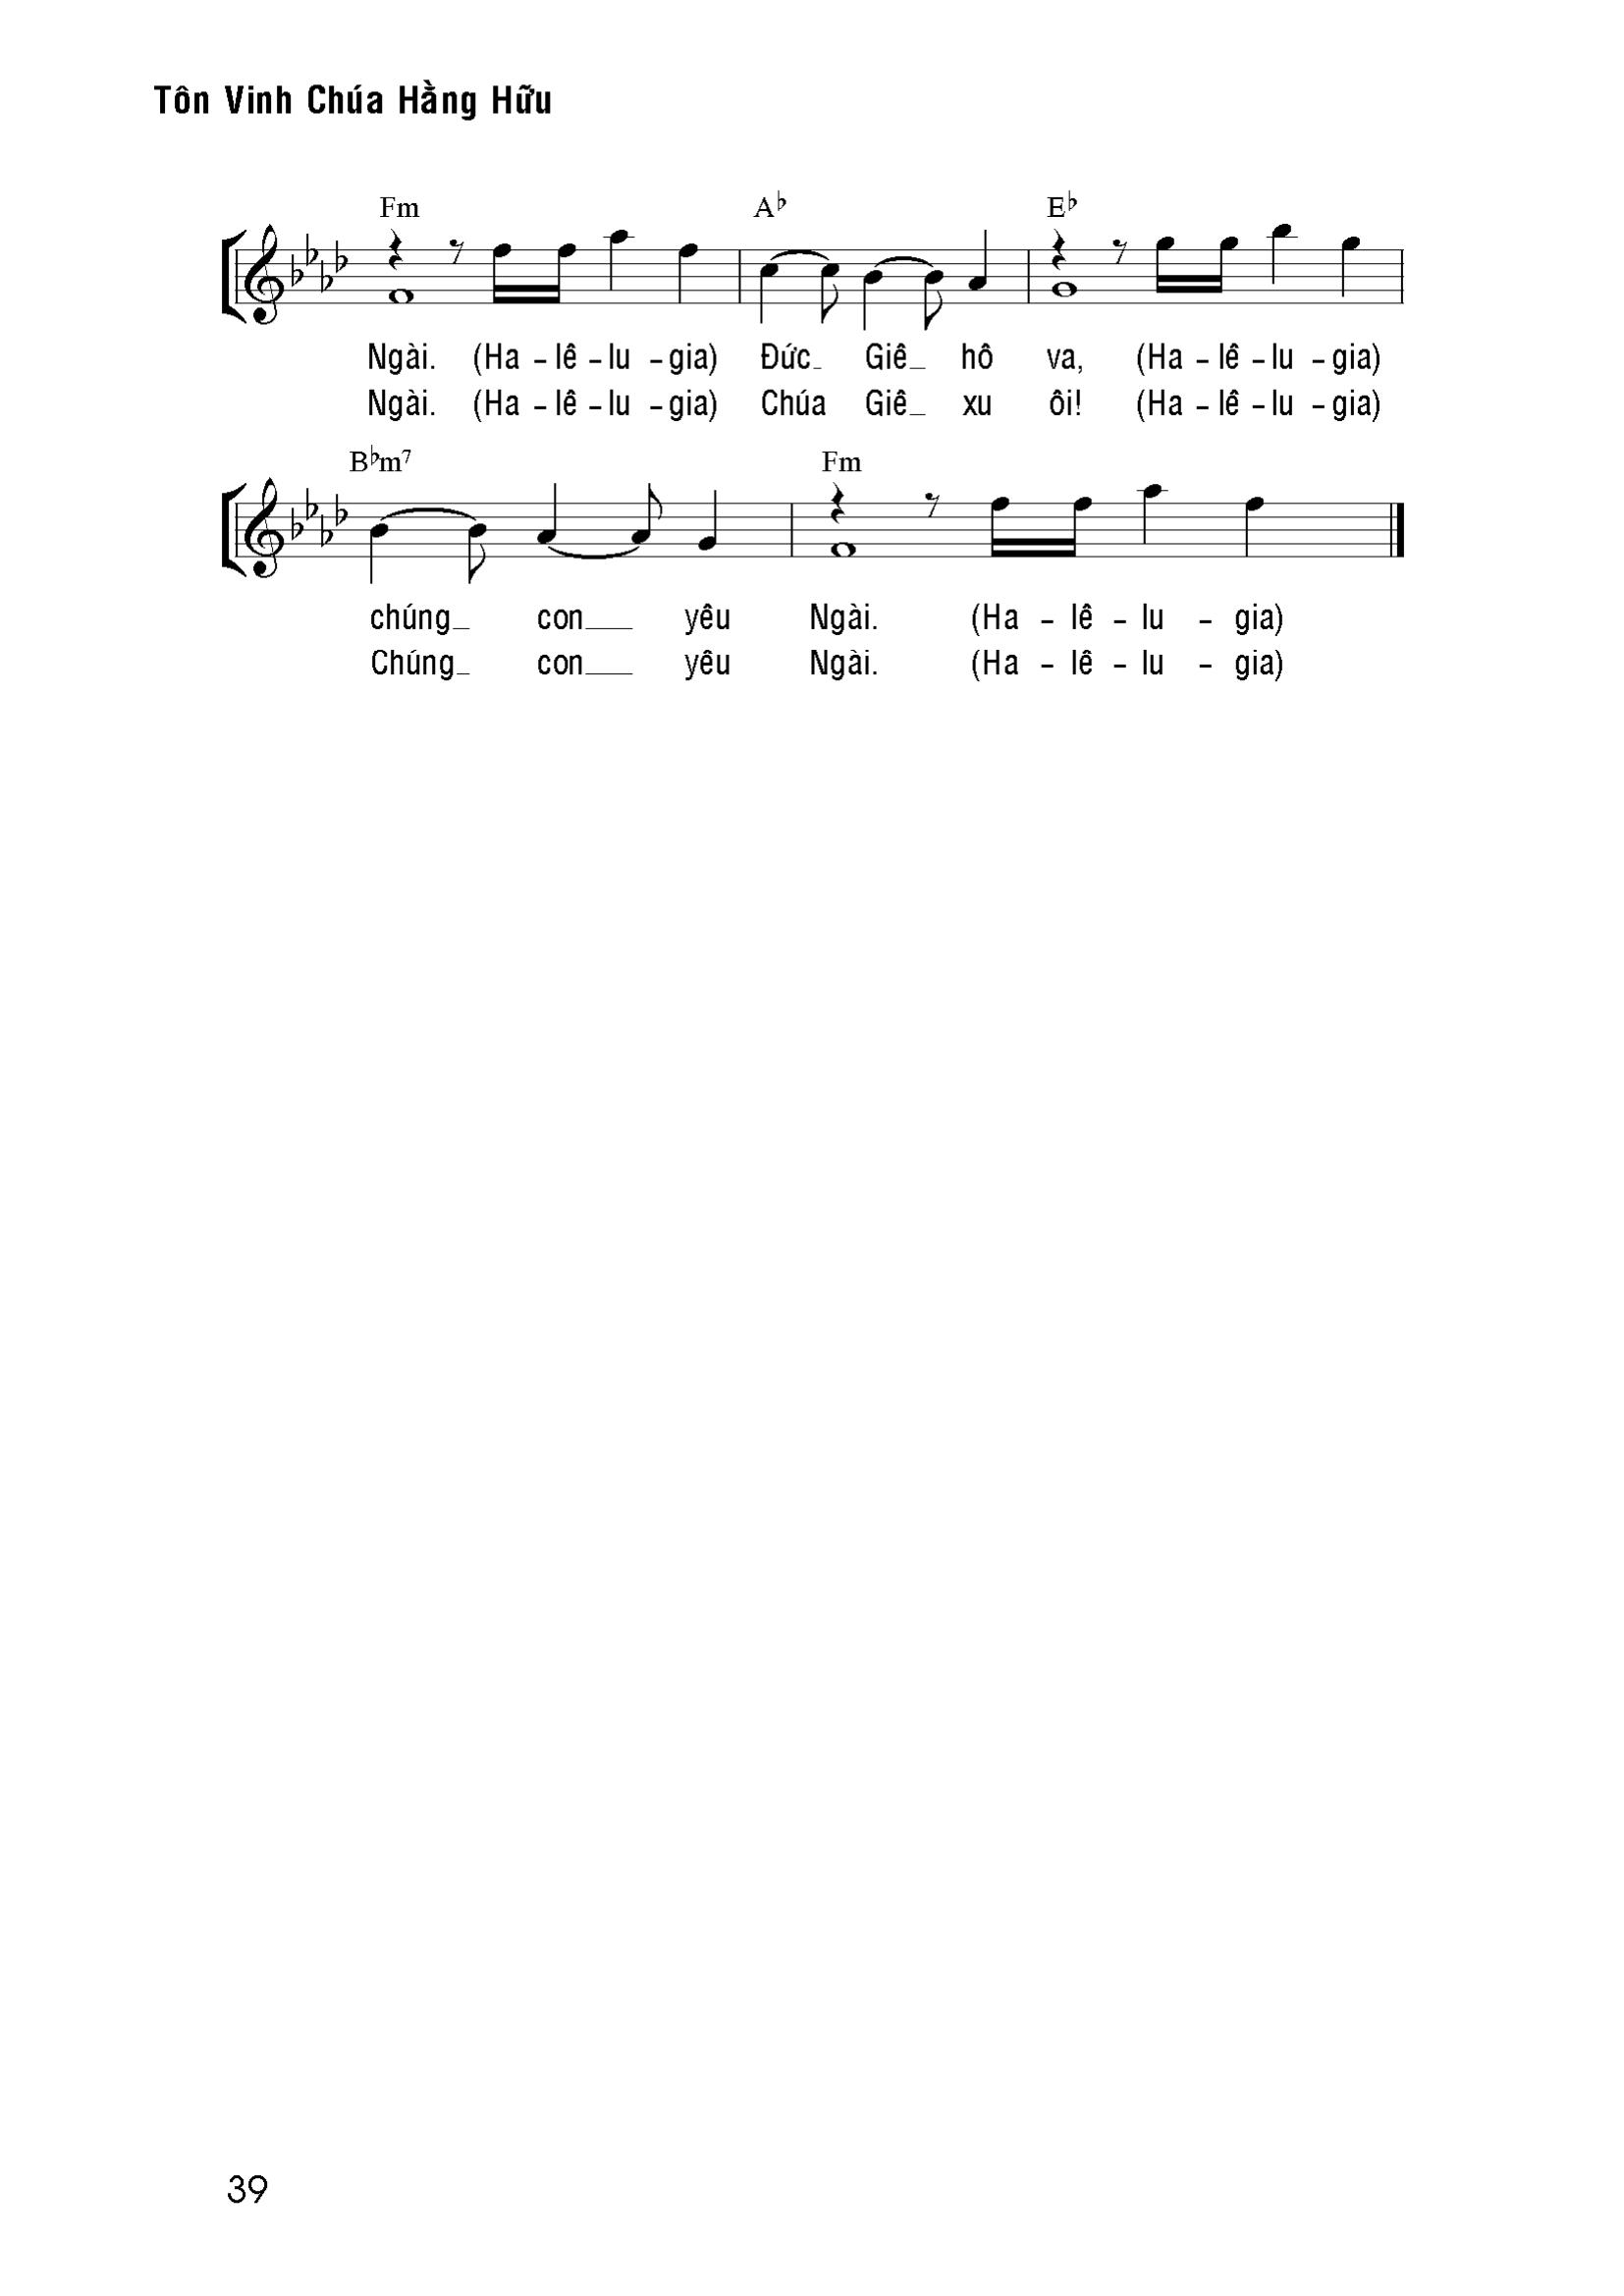 Tôn Vinh Chúa Hằng Hữu
Fm A♭ E♭
Ngài. (Ha – lê – lu – gia) Đức_ Giê_ hô va, (Ha – lê – lu – gia)
Ngài. (Ha – lê – lu – gia) Chúa Giê_ xu ôi! (Ha – lê – lu – gia)
B♭m7 Fm
chúng_ con__ yêu Ngài. (Ha – lê – lu – gia)
Chúng_ con__ yêu Ngài. (Ha – lê – lu – gia)
39